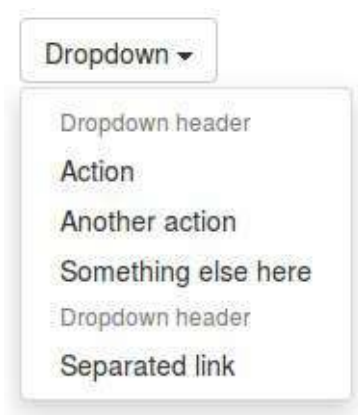 Dropdown
Dropdown header
Action
Another action
Something else here
Dropdown header
Separated link